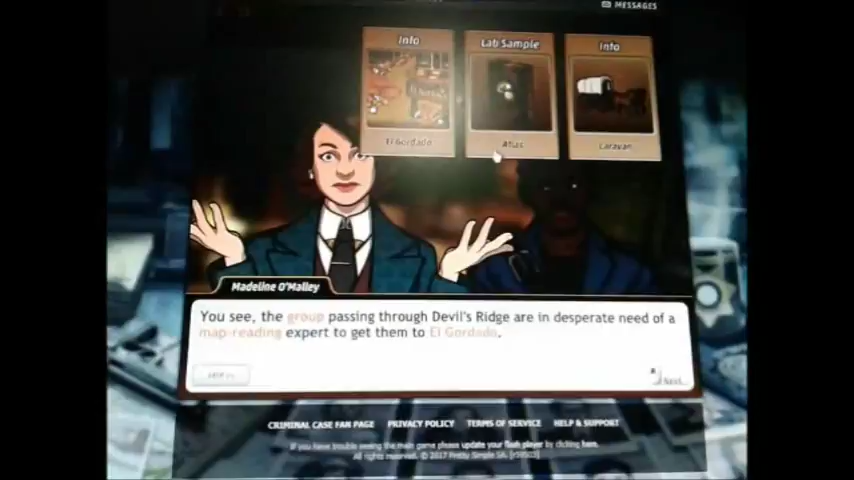 MESSAGES
Info
Lab Sample
Info
El Gordado
Atlas
Caravan
Madeline O'Malley
You see, the group passing through Devil's Ridge are in desperate need of a
map-reading expert to get them to El Gordado.
Next
CRIMINAL CASE FAN PAGE PRIVACY POLICY TERMS OF SERVICE HELP & SUPPORT
If you have trouble seeing the main game please update your flash player by clicking here.
All rights reserved. © 2017 Pretty Simple SA.